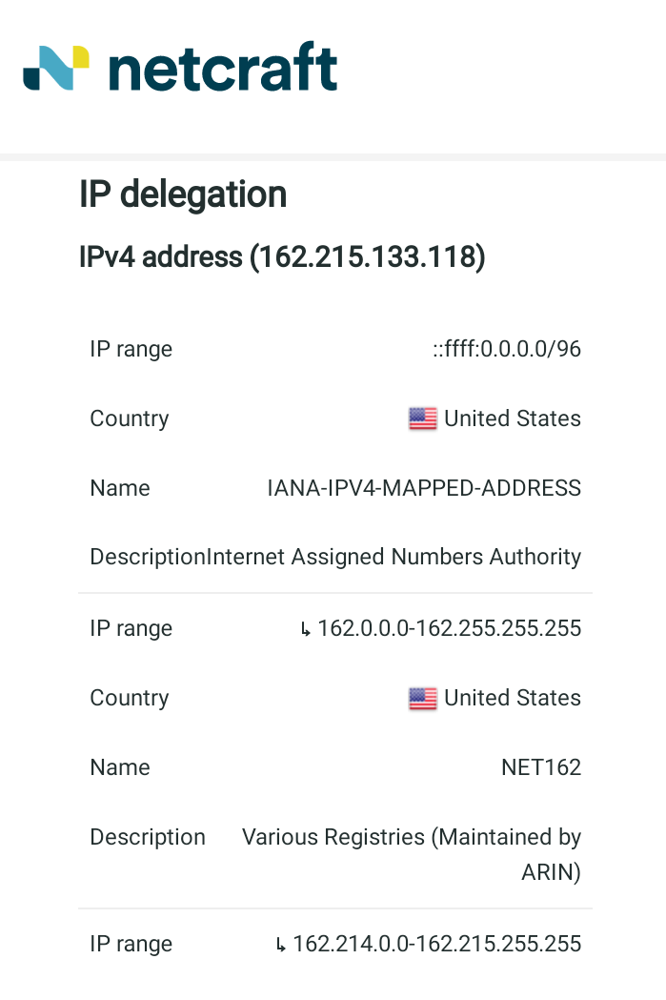 netcraft
IP delegation
IPv4 address (162.215.133.118)
IP range ::ffff:0.0.0.0/96
Country United States
Name IANA-IPV4-MAPPED-ADDRESS
Description Internet Assigned Numbers Authority
IP range ↳ 162.0.0.0-162.255.255.255
Country United States
Name NET162
Description Various Registries (Maintained by
ARIN)
IP range ↳ 162.214.0.0-162.215.255.255